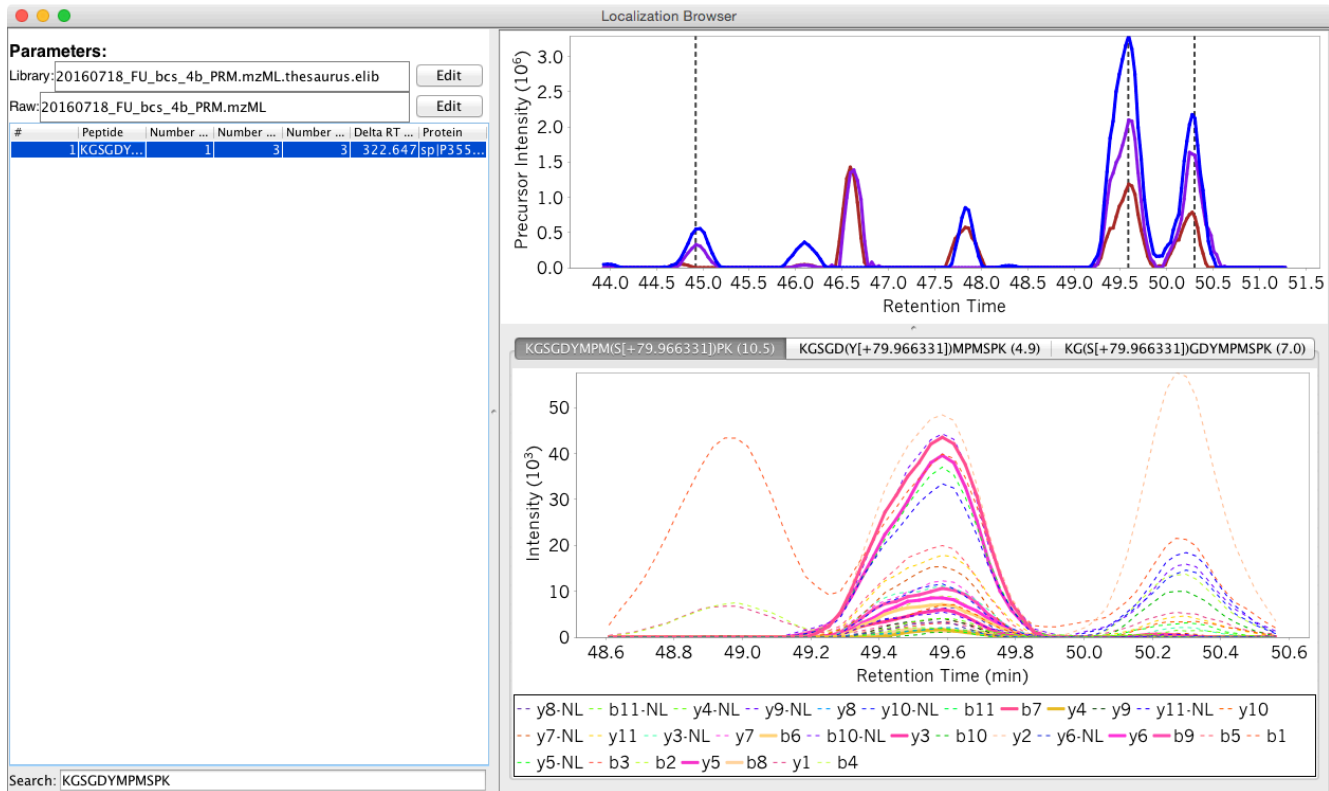 Localization Browser
Parameters:
Library: 20160718_FU_bcs_4b_PRM.mzML.thesaurus.elib Edit
Raw: 20160718_FU_bcs_4b_PRM.mzML Edit
# Peptide Number ... Number ... Number ... Delta RT ... Protein
1 KGSGDY... 1 3 3 322.647 sp|P355...
Search: KGSGDYMPMSPK
Precursor Intensity (10⁶)
3.0
2.5
2.0
1.5
1.0
0.5
0.0
44.0 44.5 45.0 45.5 46.0 46.5 47.0 47.5 48.0 48.5 49.0 49.5 50.0 50.5 51.0 51.5
Retention Time
KGSGDYMPM(S[+79.966331])PK (10.5) KGSGD(Y[+79.966331])MPMSPK (4.9) KG(S[+79.966331])GDYMPMSPK (7.0)
Intensity (10³)
50
40
30
20
10
0
48.6 48.8 49.0 49.2 49.4 49.6 49.8 50.0 50.2 50.4 50.6
Retention Time (min)
y8-NL b11-NL y4-NL y9-NL y8 y10-NL b11 b7 y4 y9 y11-NL y10
y7-NL y11 y3-NL y7 b6 b10-NL y3 b10 y2 y6-NL y6 b9 b5 b1
y5-NL b3 b2 y5 b8 y1 b4